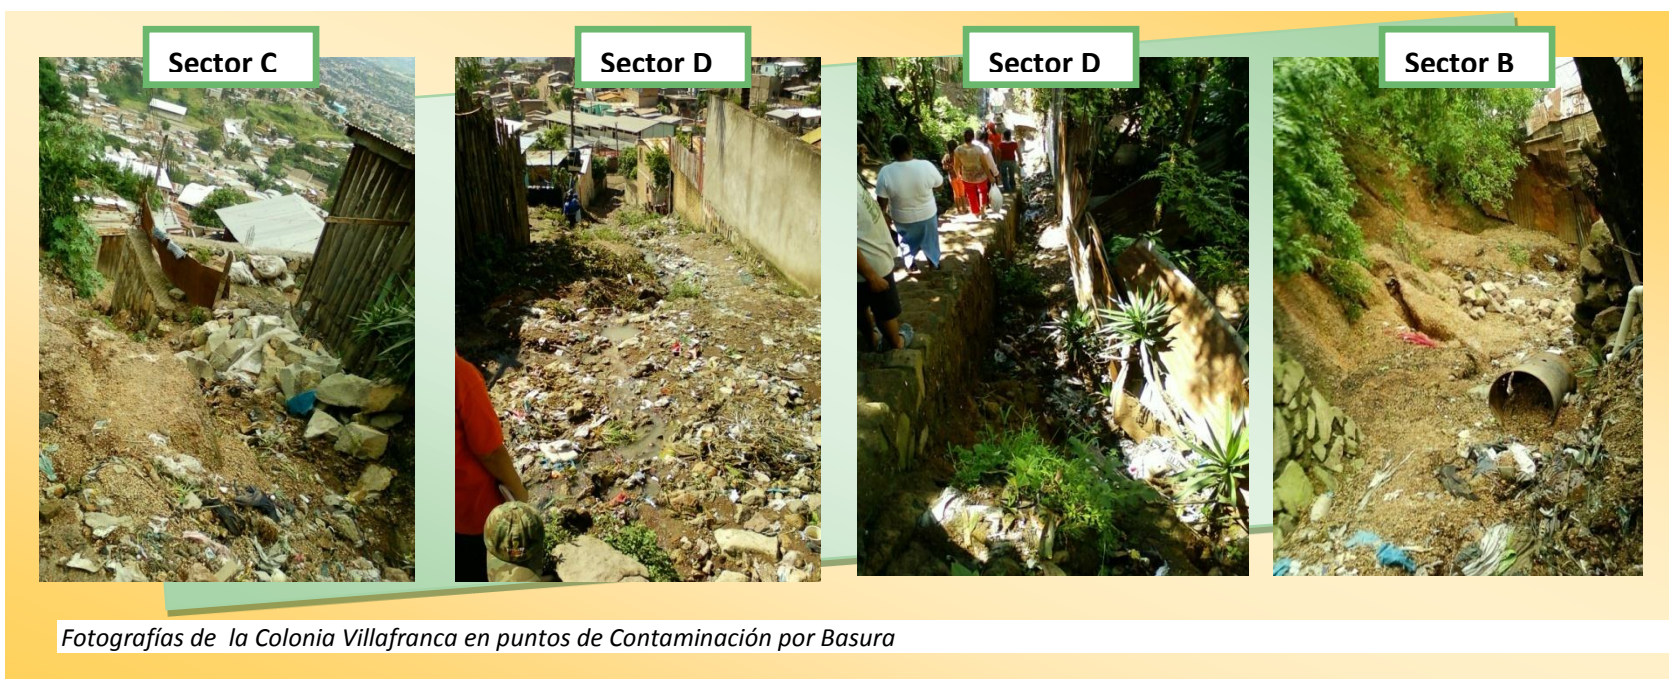 Sector C
Sector D
Sector D
Sector B
Fotografías de  la Colonia Villafranca en puntos de Contaminación por Basura